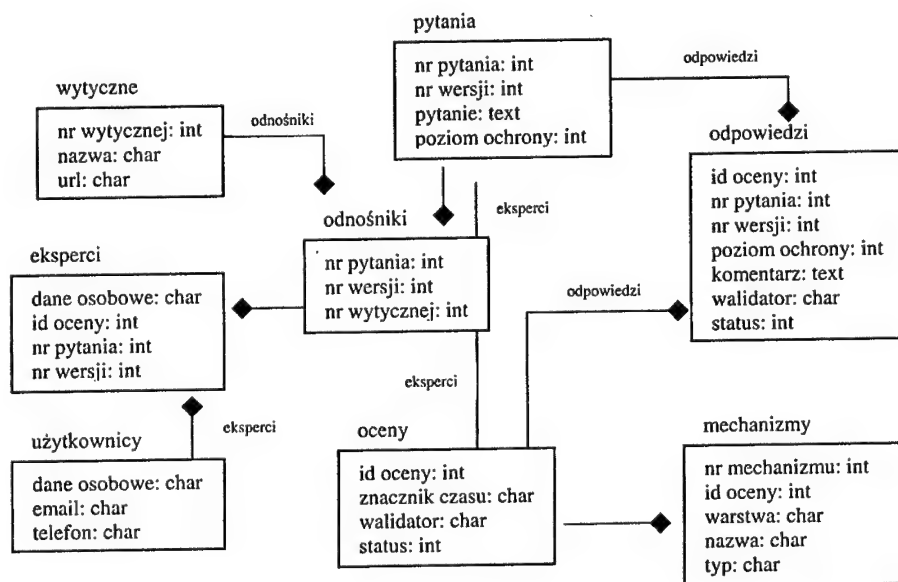 pytania
nr pytania: int
nr wersji: int
pytanie: text
poziom ochrony: int
odpowiedzi
wytyczne
nr wytycznej: int
nazwa: char
url: char
odnośniki
odpowiedzi
id oceny: int
nr pytania: int
nr wersji: int
poziom ochrony: int
komentarz: text
walidator: char
status: int
eksperci
odnośniki
nr pytania: int
nr wersji: int
nr wytycznej: int
eksperci
dane osobowe: char
id oceny: int
nr pytania: int
nr wersji: int
odpowiedzi
eksperci
użytkownicy
dane osobowe: char
email: char
telefon: char
eksperci
oceny
id oceny: int
znacznik czasu: char
walidator: char
status: int
mechanizmy
nr mechanizmu: int
id oceny: int
warstwa: char
nazwa: char
typ: char